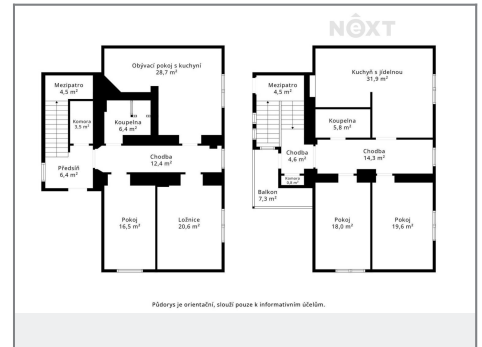 NEXT
Obývací pokoj s kuchyní
28,7 m²
Mezipatro
4,5 m²
Komora
3,5 m²
Koupelna
6,4 m²
Předsíň
6,4 m²
Chodba
12,4 m²
Pokoj
16,5 m²
Ložnice
20,6 m²
Kuchyň s jídelnou
31,9 m²
Mezipatro
4,5 m²
Koupelna
5,8 m²
Chodba
4,6 m²
Chodba
14,3 m²
Komora
0,8 m²
Balkon
7,3 m²
Pokoj
18,0 m²
Pokoj
19,6 m²
Půdorys je orientační, slouží pouze k informativním účelům.